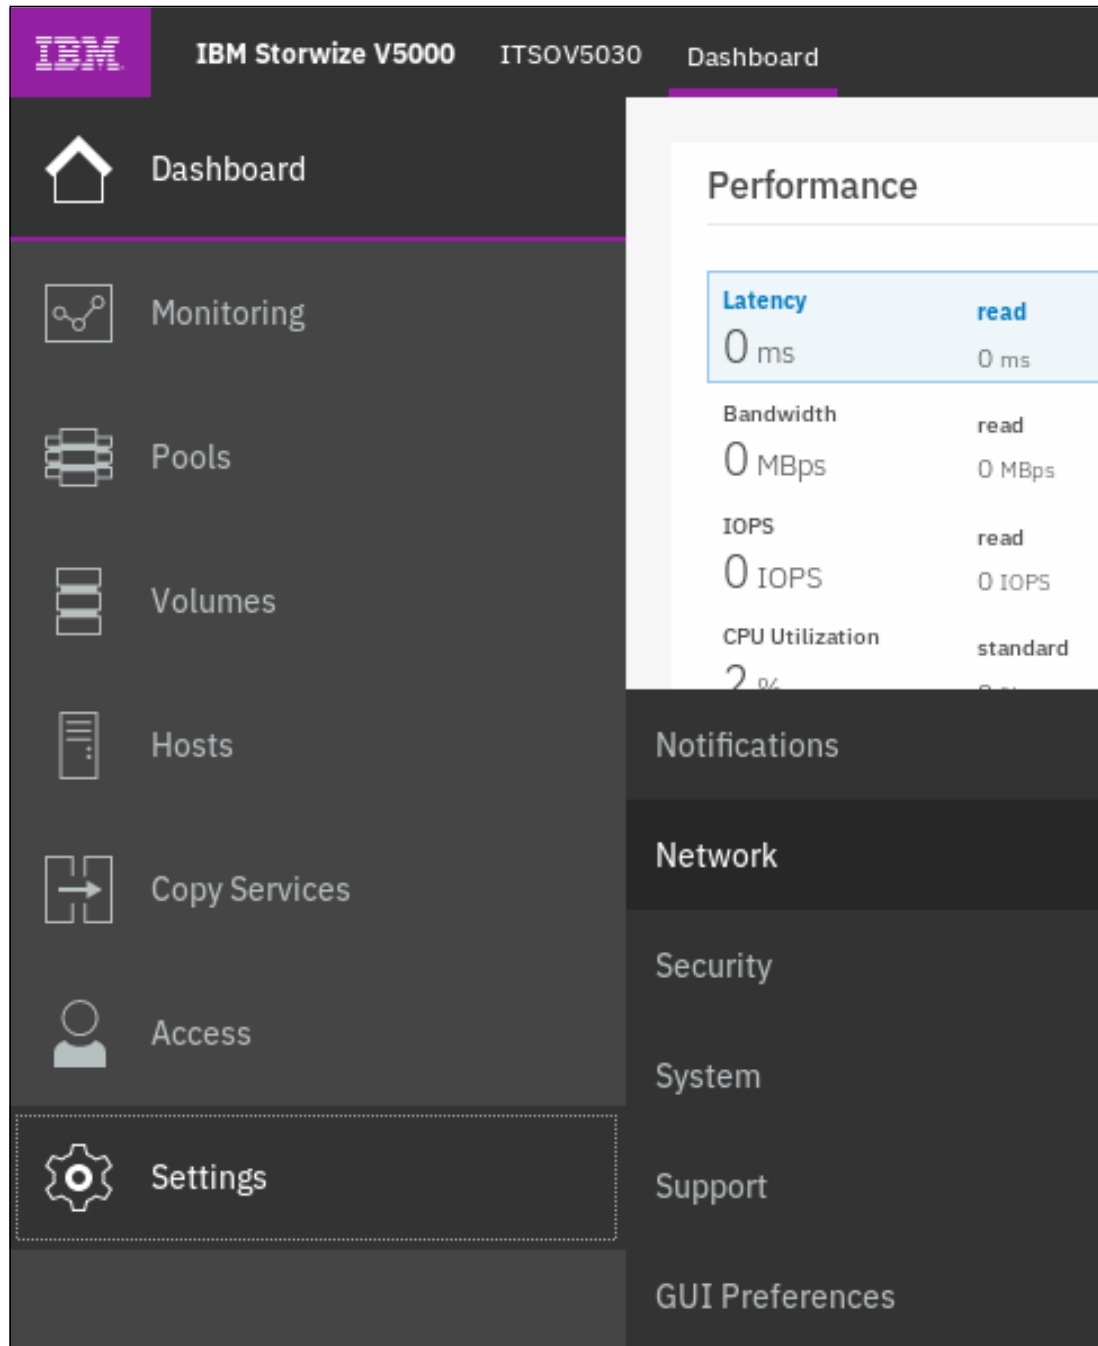 IBM IBM Storwize V5000 ITSOV5030 Dashboard
Dashboard
Monitoring
Pools
Volumes
Hosts
Copy Services
Access
Settings
Performance
Latency read
0 ms 0 ms
Bandwidth read
0 MBps 0 MBps
IOPS read
0 IOPS 0 IOPS
CPU Utilization standard
2 %
Notifications
Network
Security
System
Support
GUI Preferences